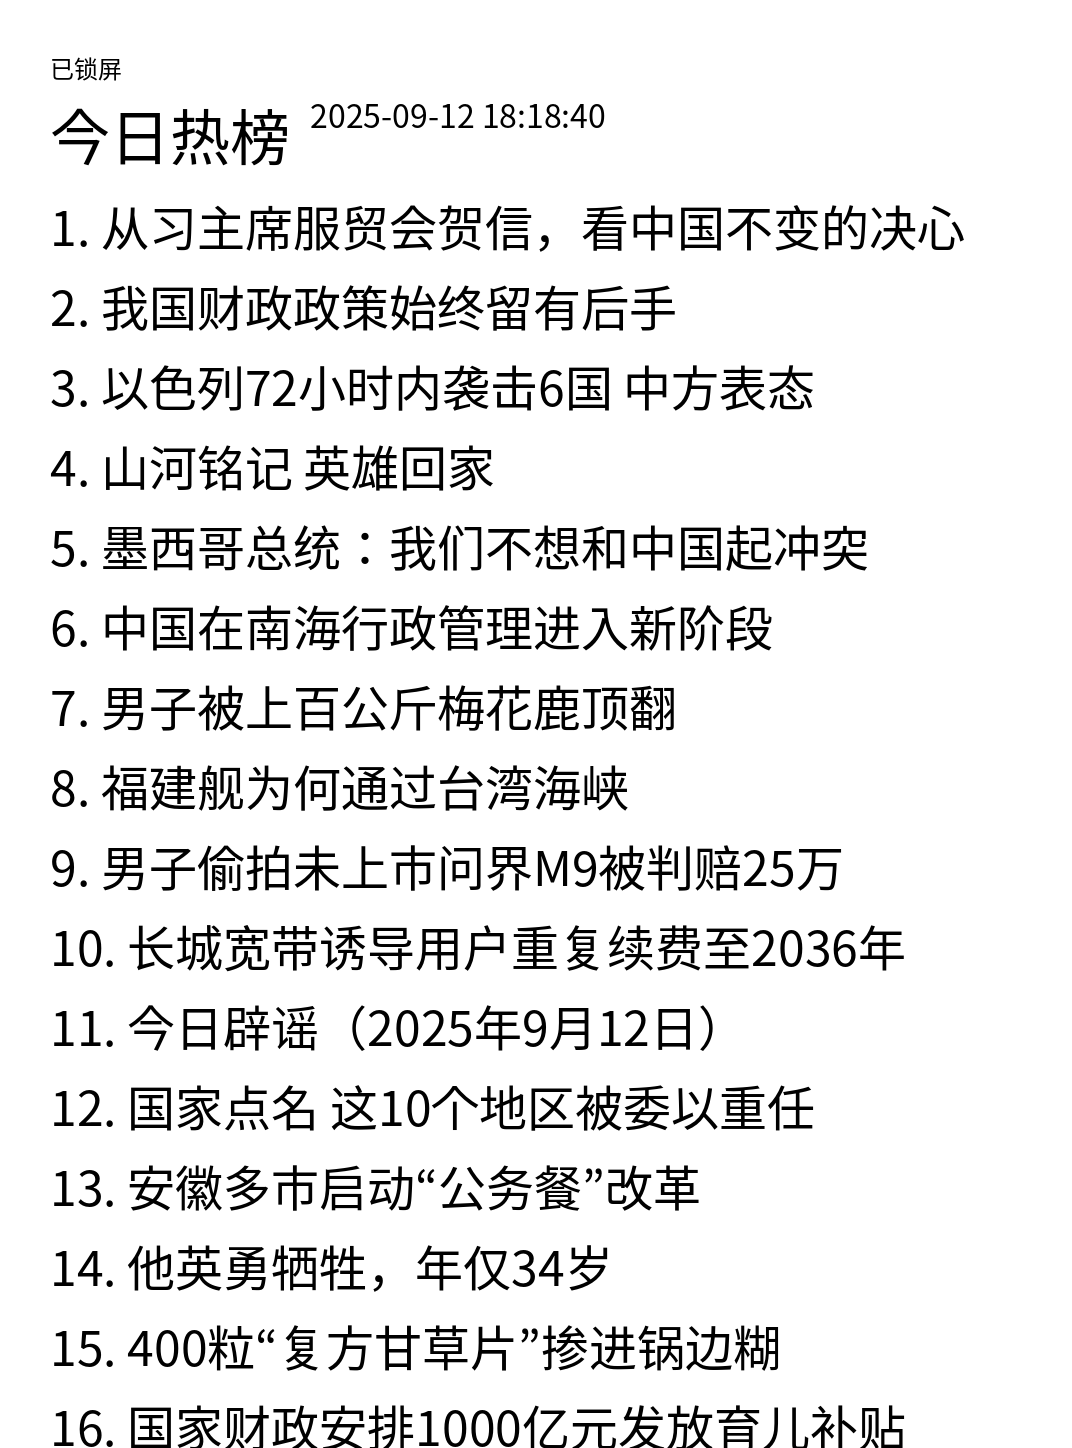 已锁屏
今日热榜 2025-09-12 18:18:40
1. 从习主席服贸会贺信，看中国不变的决心
2. 我国财政政策始终留有后手
3. 以色列72小时内袭击6国 中方表态
4. 山河铭记 英雄回家
5. 墨西哥总统：我们不想和中国起冲突
6. 中国在南海行政管理进入新阶段
7. 男子被上百公斤梅花鹿顶翻
8. 福建舰为何通过台湾海峡
9. 男子偷拍未上市问界M9被判赔25万
10. 长城宽带诱导用户重复续费至2036年
11. 今日辟谣（2025年9月12日）
12. 国家点名 这10个地区被委以重任
13. 安徽多市启动“公务餐”改革
14. 他英勇牺牲，年仅34岁
15. 400粒“复方甘草片”掺进锅边糊
16. 国家财政安排1000亿元发放育儿补贴